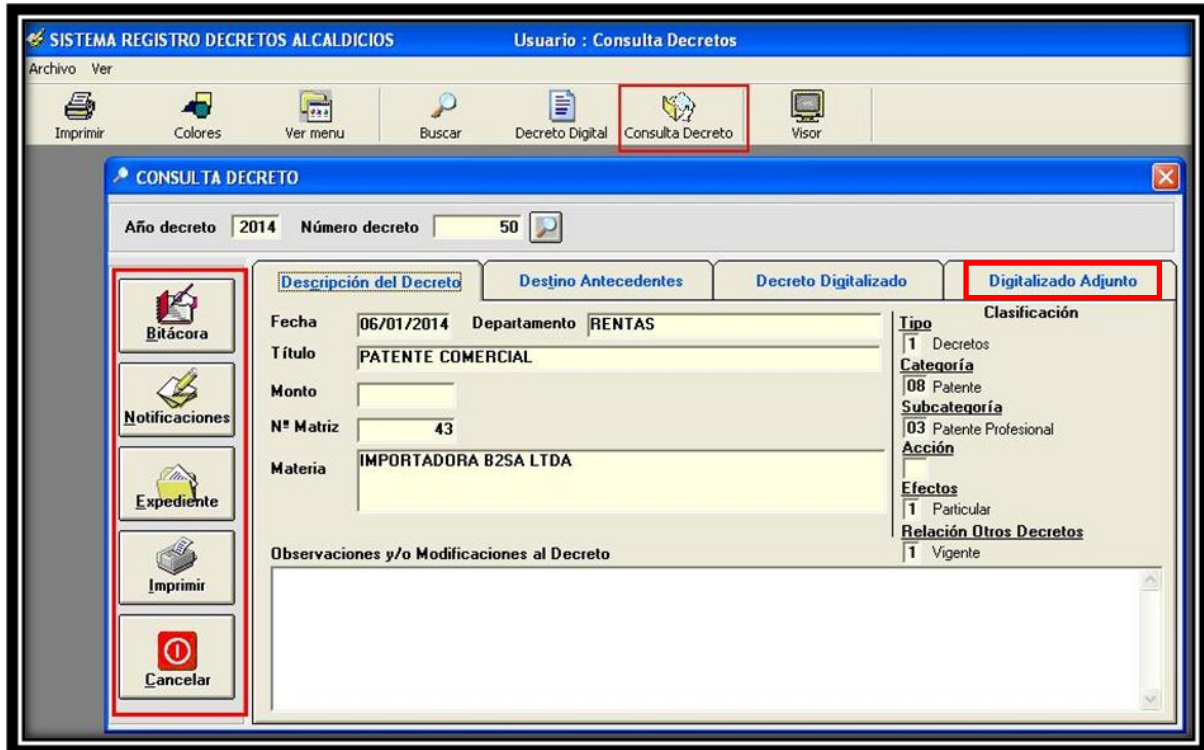 SISTEMA REGISTRO DECRETOS ALCALDICIOS Usuario : Consulta Decretos
Archivo Ver
Imprimir Colores Ver menu Buscar Decreto Digital Consulta Decreto Visor
CONSULTA DECRETO
Año decreto 2014 Número decreto 50
Descripción del Decreto Destino Antecedentes Decreto Digitalizado Digitalizado Adjunto
Bitácora
Notificaciones
Expediente
Imprimir
Cancelar
Fecha 06/01/2014 Departamento RENTAS
Título PATENTE COMERCIAL
Monto
Nº Matriz 43
Materia IMPORTADORA B2SA LTDA
Observaciones y/o Modificaciones al Decreto
Clasificación
Tipo
1 Decretos
Categoría
08 Patente
Subcategoría
03 Patente Profesional
Acción
Efectos
1 Particular
Relación Otros Decretos
1 Vigente